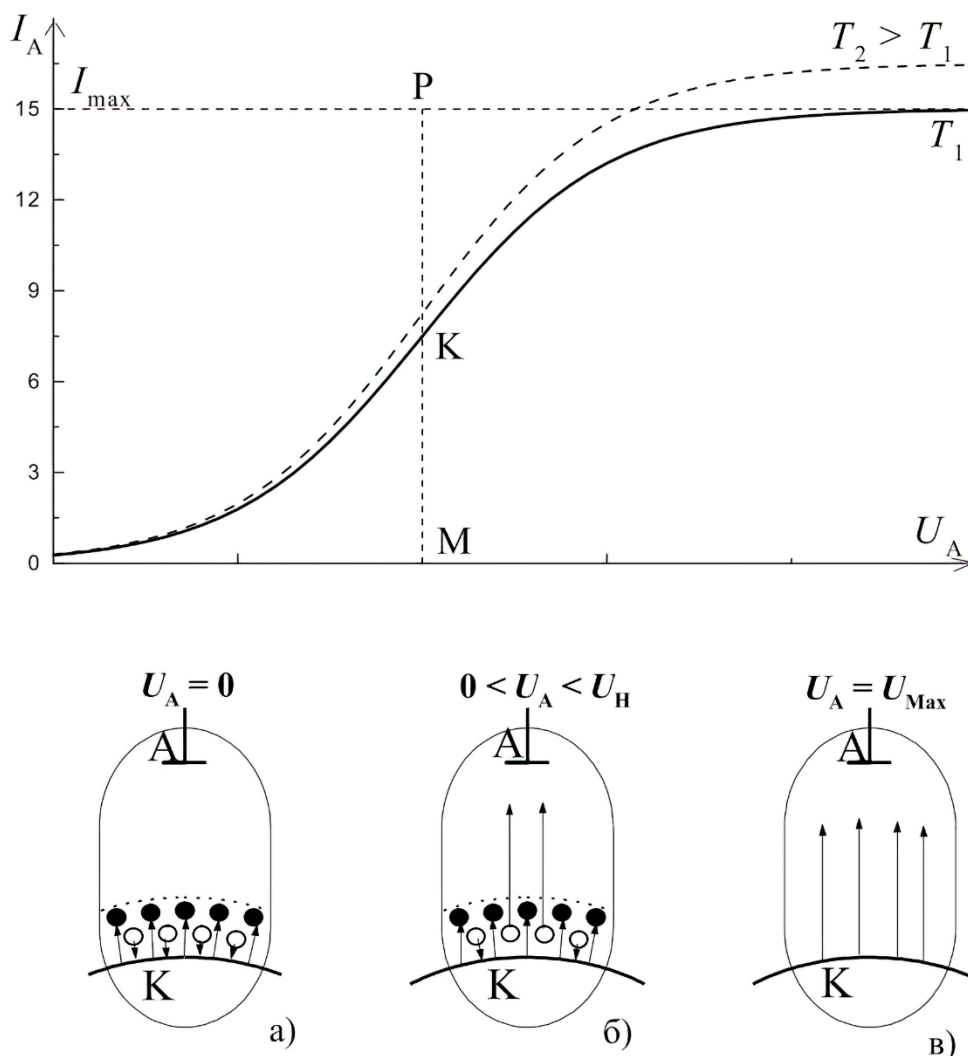 I_A
T_2 > T_1
I_max
P
15
T_1
12
9
K
6
3
M
U_A
0
U_A = 0
0 < U_A < U_H
U_A = U_Max
A
A
A
K
K
K
а)
б)
в)